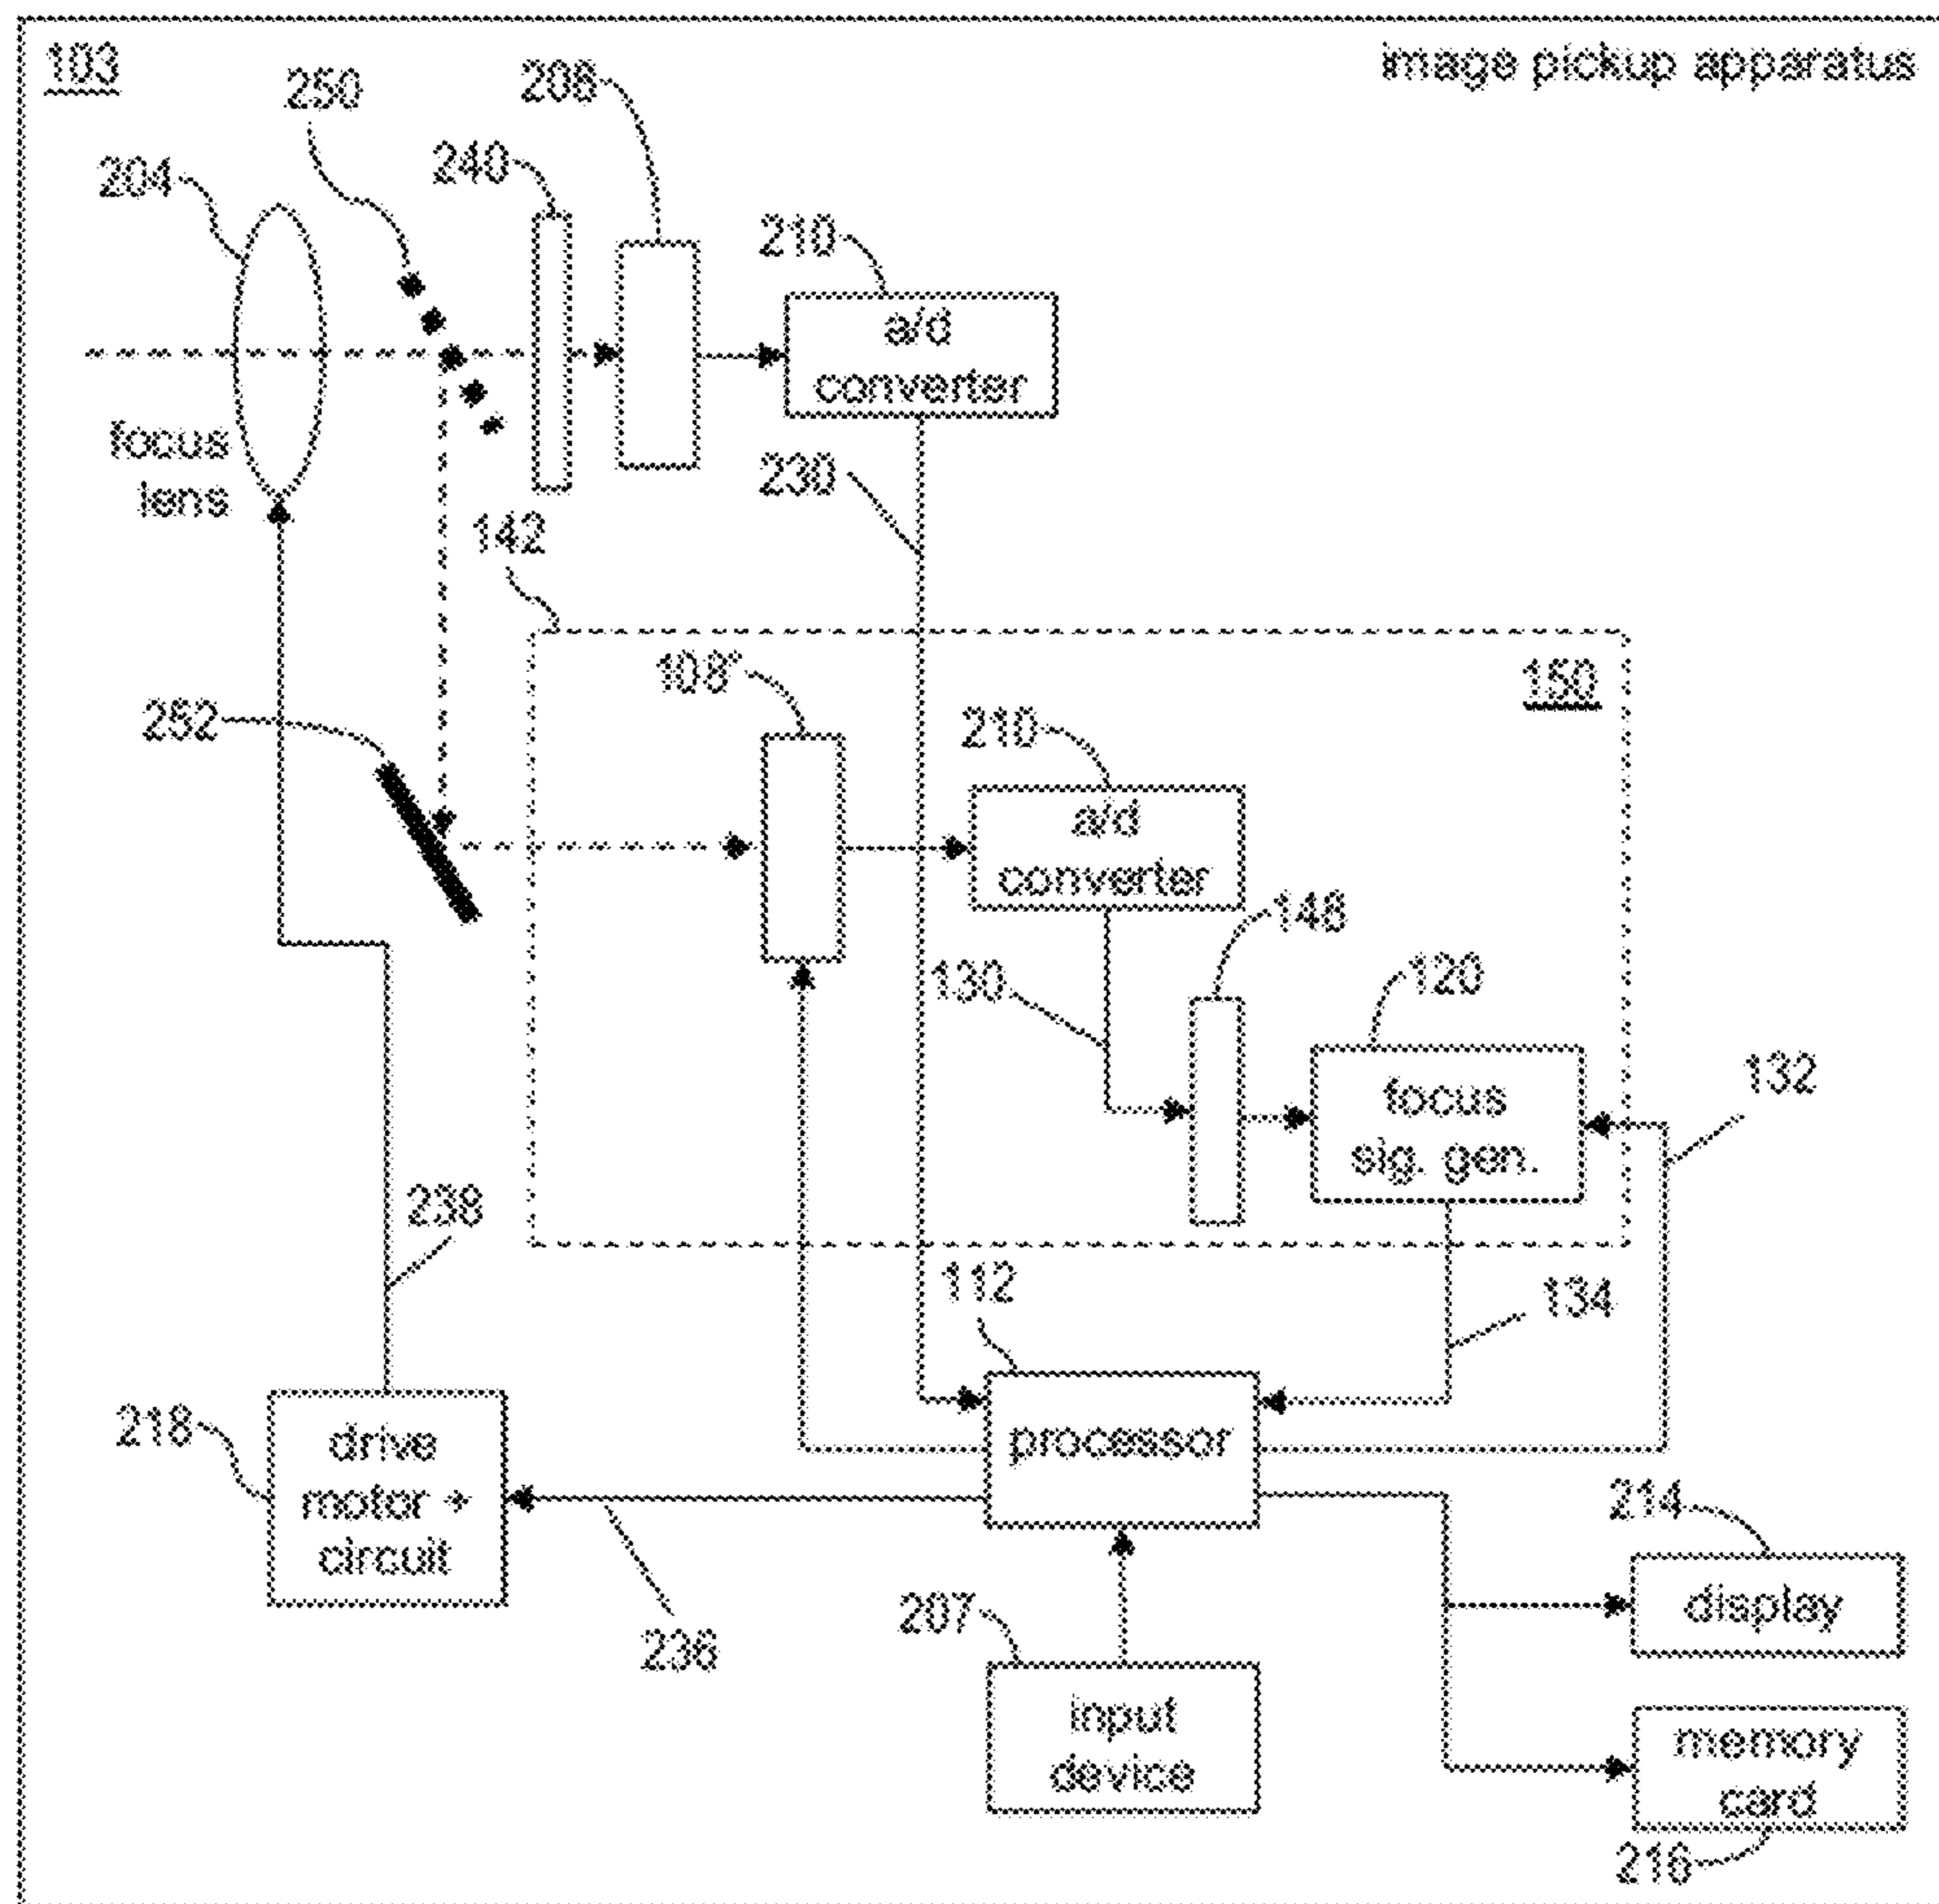 103
image pickup apparatus
250
208
204
240
210
a/d
converter
focus
lens
230
142
108"
150
252
210
a/d
converter
148
130
120
focus
sig. gen.
132
238
112
134
218
drive
motor +
circuit
processor
214
display
236
207
input
device
memory
card
216